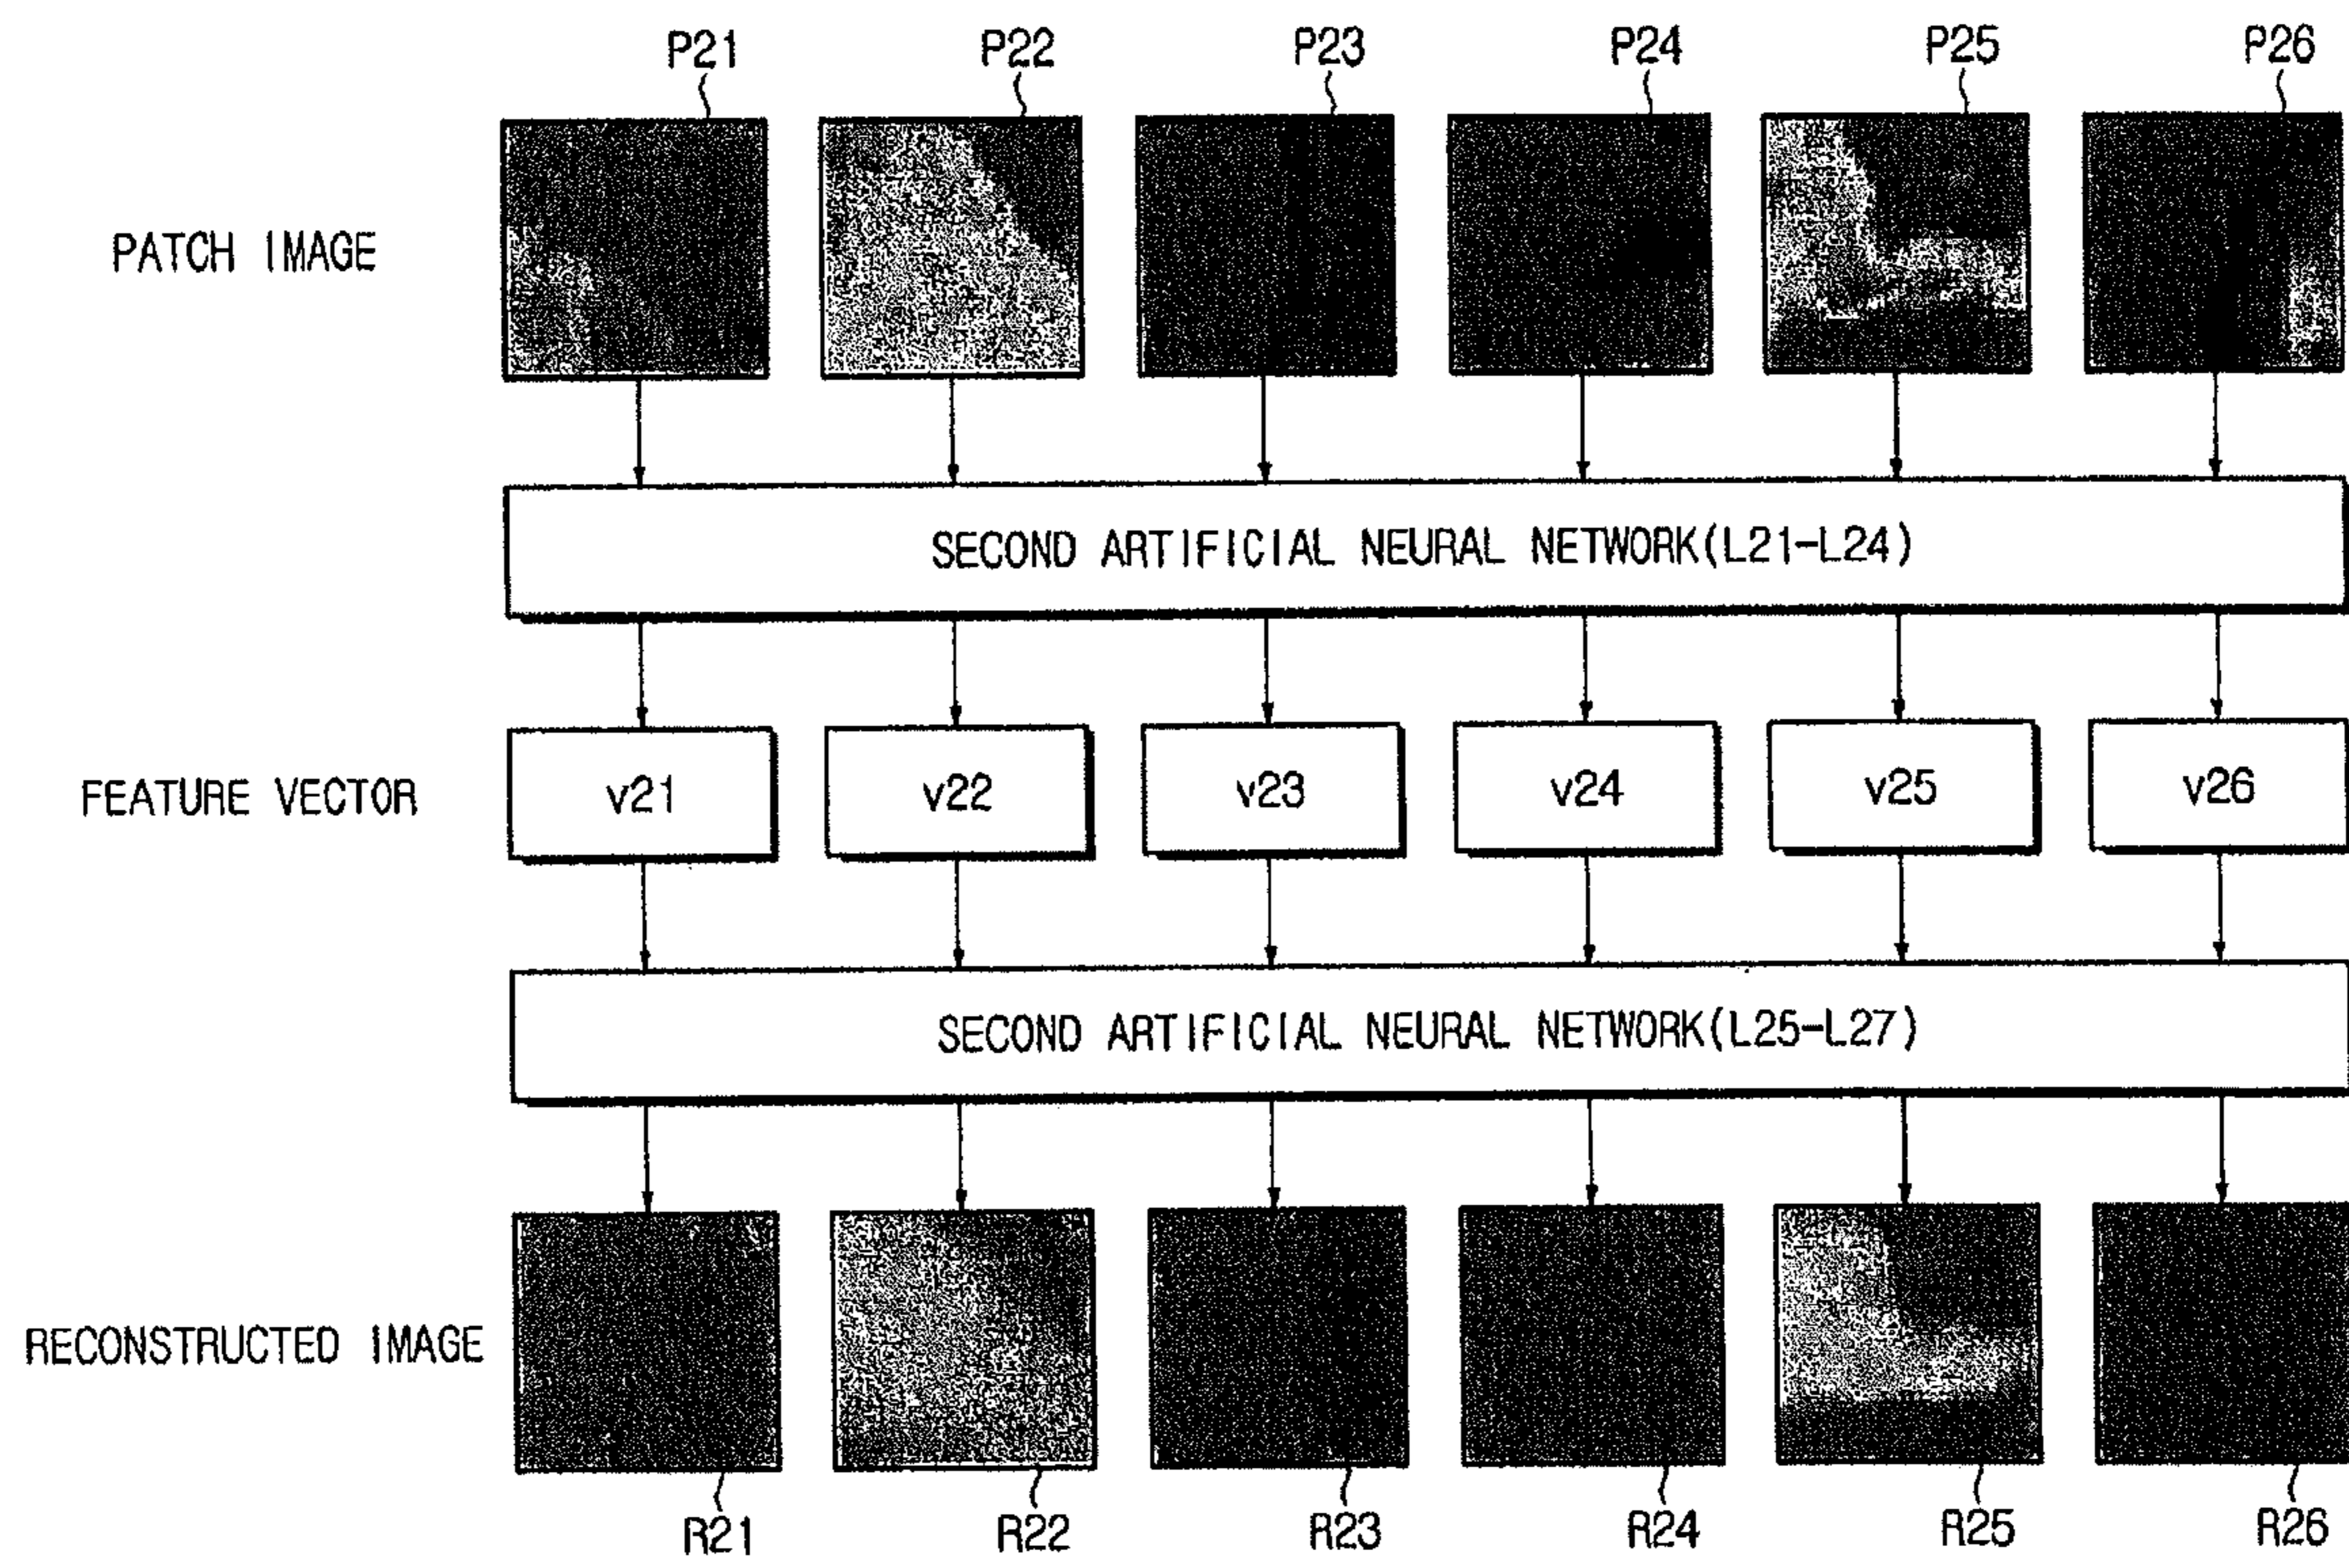 P21 P22 P23 P24 P25 P26
PATCH IMAGE
SECOND ARTIFICIAL NEURAL NETWORK(L21-L24)
FEATURE VECTOR v21 v22 v23 v24 v25 v26
SECOND ARTIFICIAL NEURAL NETWORK(L25-L27)
RECONSTRUCTED IMAGE
R21 R22 R23 R24 R25 R26